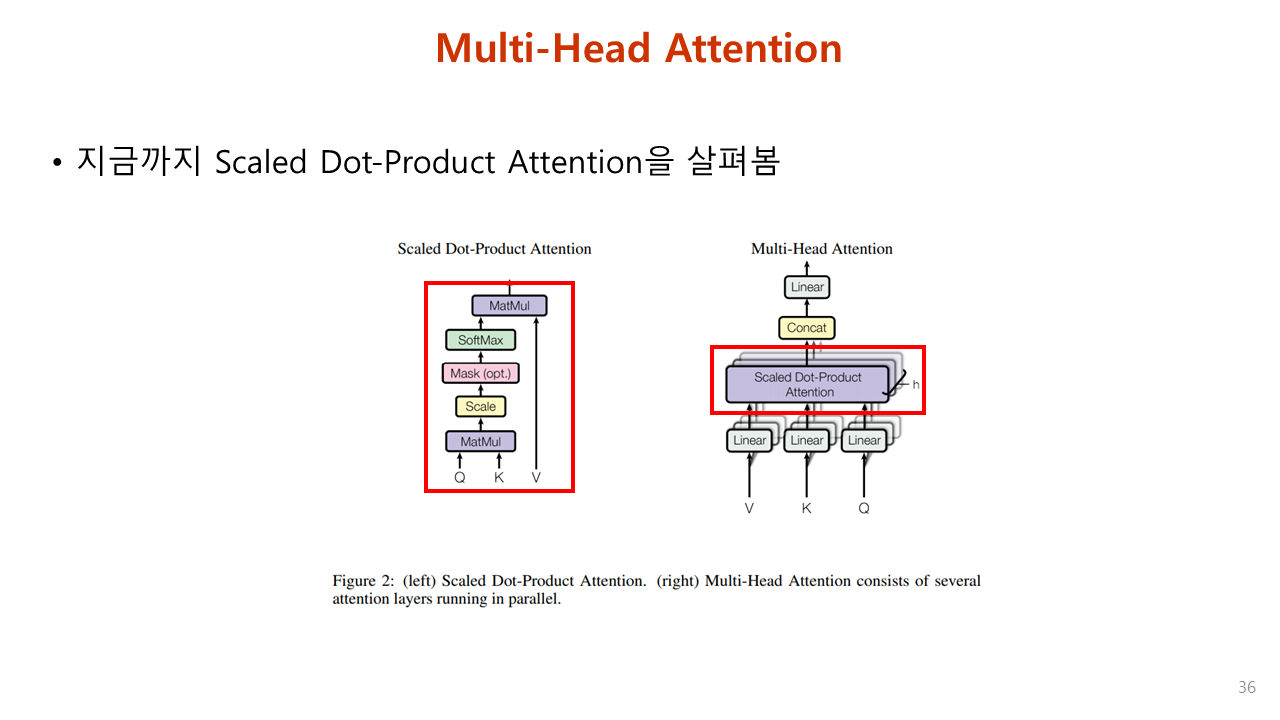 Multi-Head Attention
• 지금까지 Scaled Dot-Product Attention을 살펴봄
Scaled Dot-Product Attention
MatMul
SoftMax
Mask (opt.)
Scale
MatMul
Q K V
Multi-Head Attention
Linear
Concat
Scaled Dot-Product
Attention
h
Linear Linear Linear
V K Q
Figure 2: (left) Scaled Dot-Product Attention. (right) Multi-Head Attention consists of several
attention layers running in parallel.
36